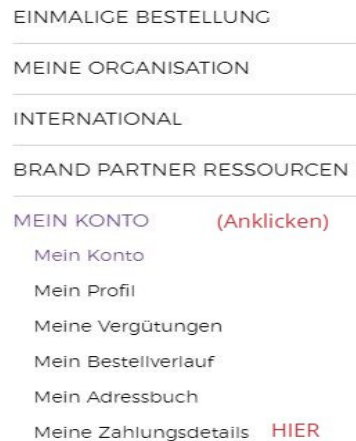 EINMALIGE BESTELLUNG
MEINE ORGANISATION
INTERNATIONAL
BRAND PARTNER RESSOURCEN
MEIN KONTO (Anklicken)
Mein Konto
Mein Profil
Meine Vergütungen
Mein Bestellverlauf
Mein Adressbuch
Meine Zahlungsdetails HIER